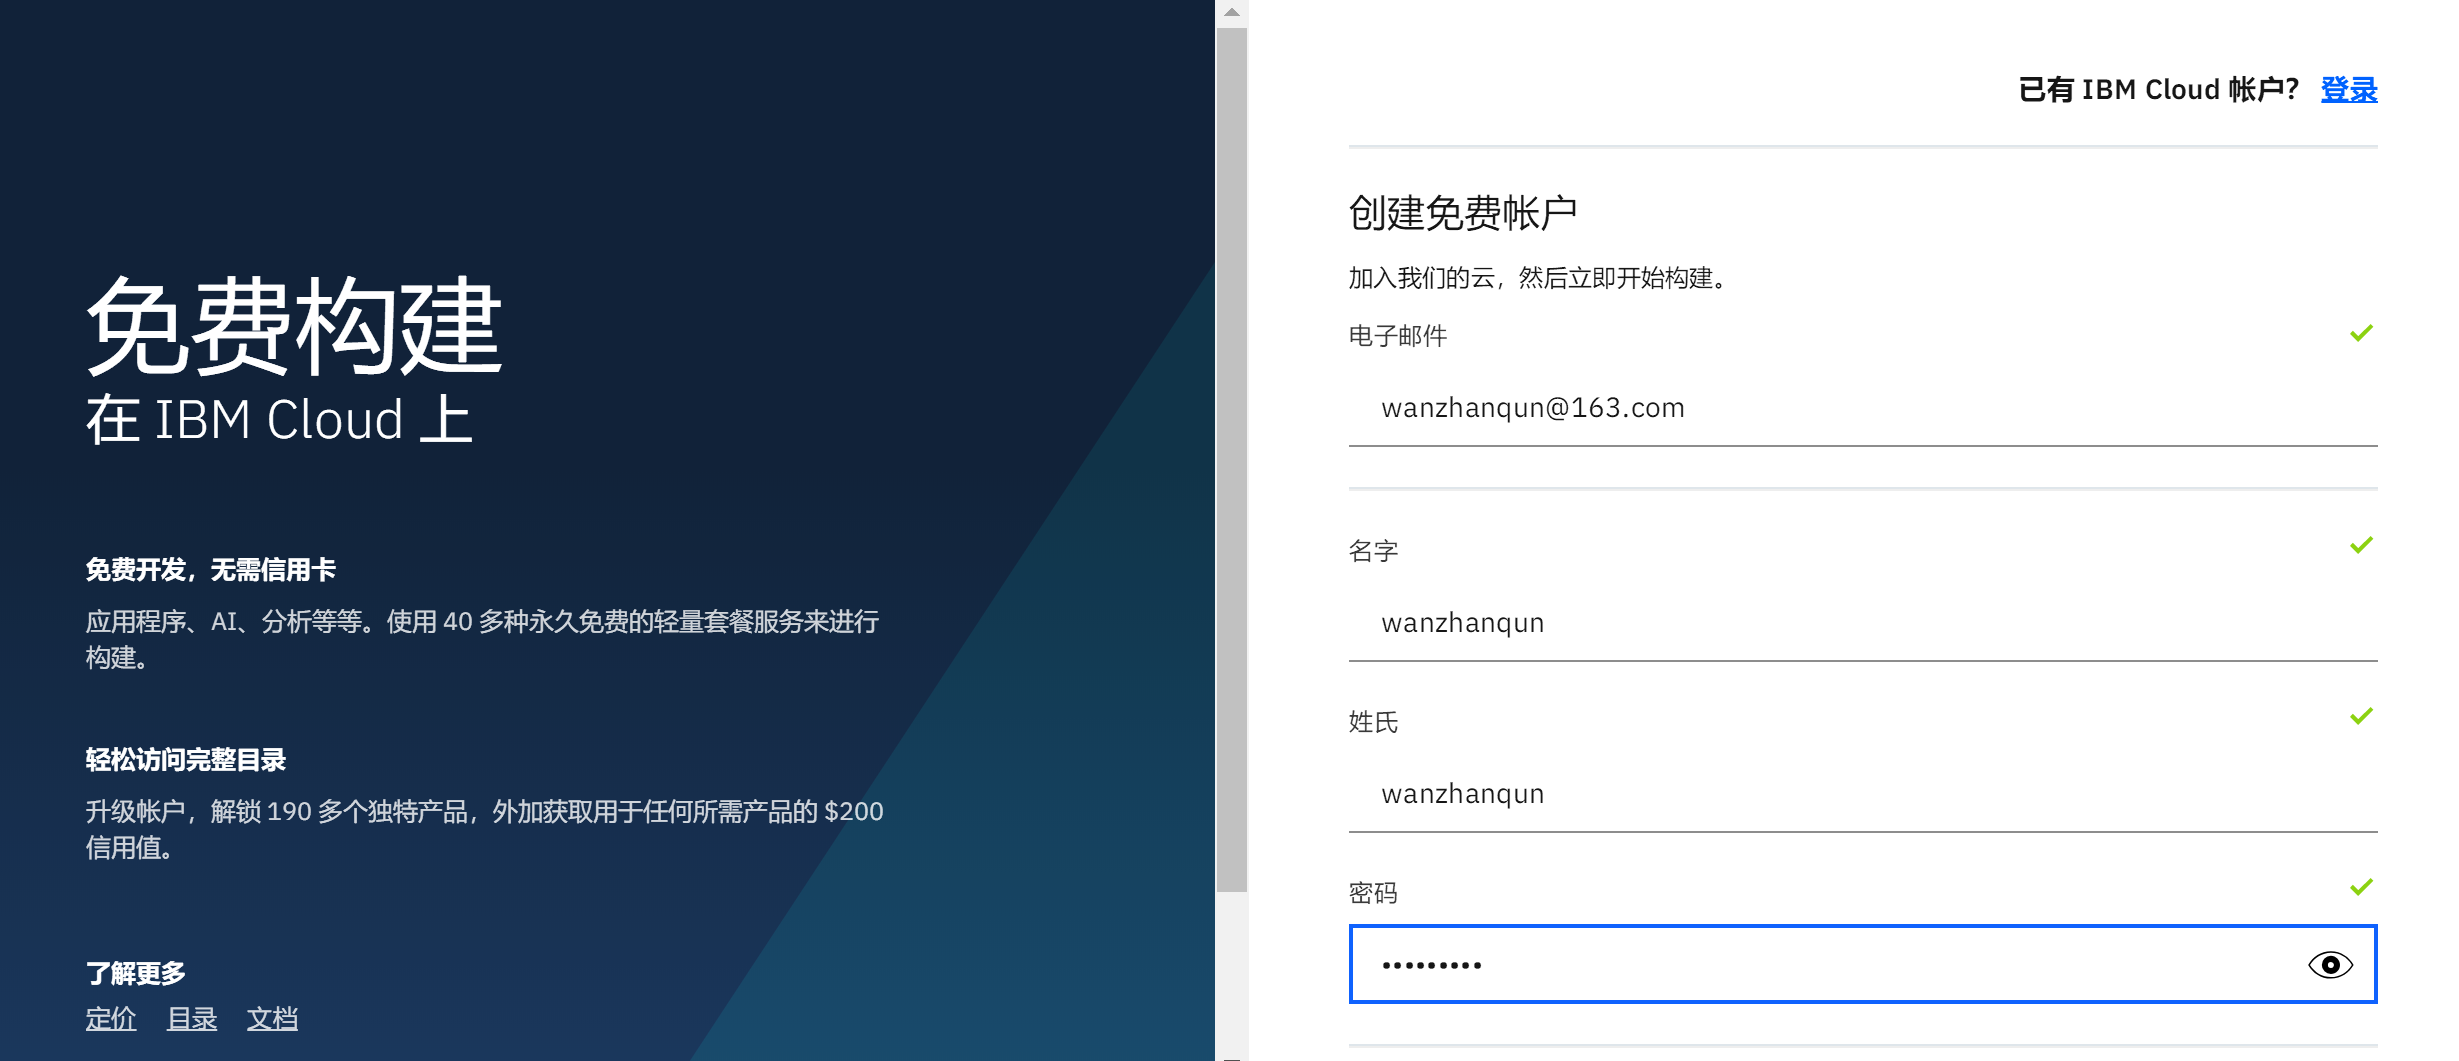 免费构建
在 IBM Cloud 上
免费开发，无需信用卡
应用程序、AI、分析等等。使用 40 多种永久免费的轻量套餐服务来进行
构建。
轻松访问完整目录
升级帐户，解锁 190 多个独特产品，外加获取用于任何所需产品的 $200
信用值。
了解更多
定价 目录 文档
已有 IBM Cloud 帐户? 登录
创建免费帐户
加入我们的云，然后立即开始构建。
电子邮件
wanzhanqun@163.com
名字
wanzhanqun
姓氏
wanzhanqun
密码
•••••••••